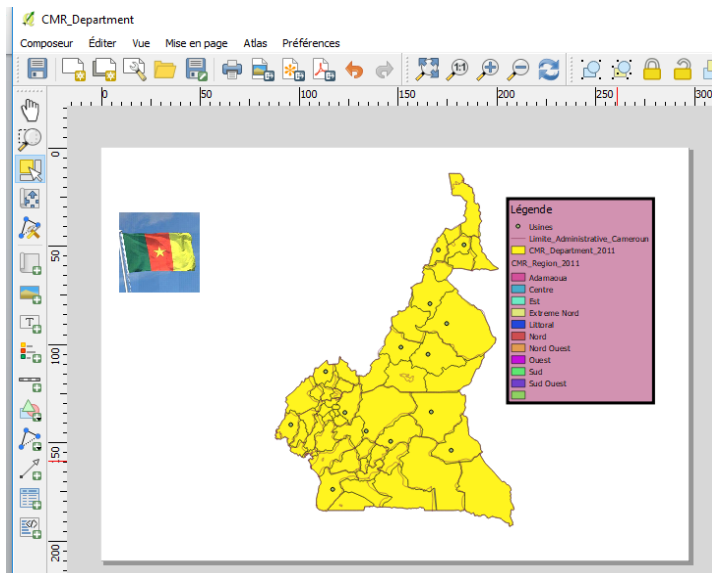 CMR_Department
Composeur Éditer Vue Mise en page Atlas Préférences
1:1
0 50 100 150 200 250 300
0
50
100
150
200
Légende
Usines
Limite_Administrative_Cameroun
CMR_Department_2011
CMR_Region_2011
Adamaoua
Centre
Est
Extreme Nord
Littoral
Nord
Nord Ouest
Ouest
Sud
Sud Ouest